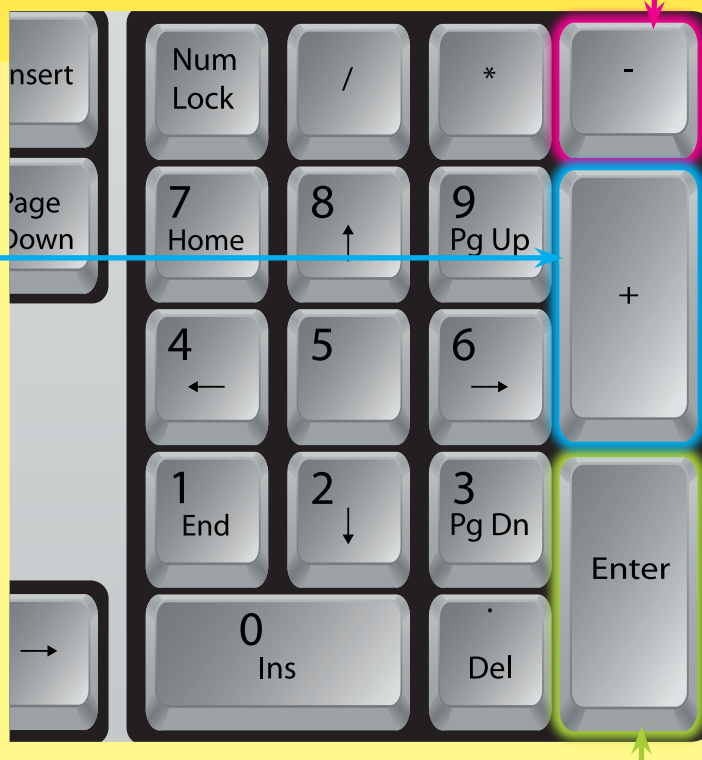 nsert
Num
Lock
/
*
-
Page
Down
7
Home
8
↑
9
Pg Up
+
4
←
5
6
→
1
End
2
↓
3
Pg Dn
Enter
→
0
Ins
.
Del